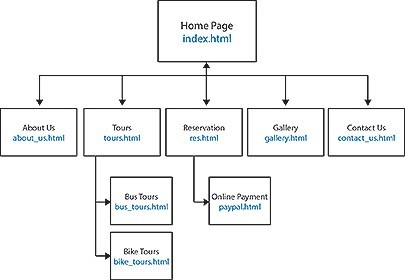 Home Page
index.html
About Us
about_us.html
Tours
tours.html
Reservation
res.html
Gallery
gallery.html
Contact Us
contact_us.html
Bus Tours
bus_tours.html
Online Payment
paypal.html
Bike Tours
bike_tours.html